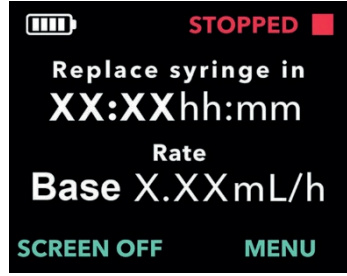 STOPPED
Replace syringe in
XX:XXhh:mm
Rate
Base X.XXmL/h
SCREEN OFF MENU